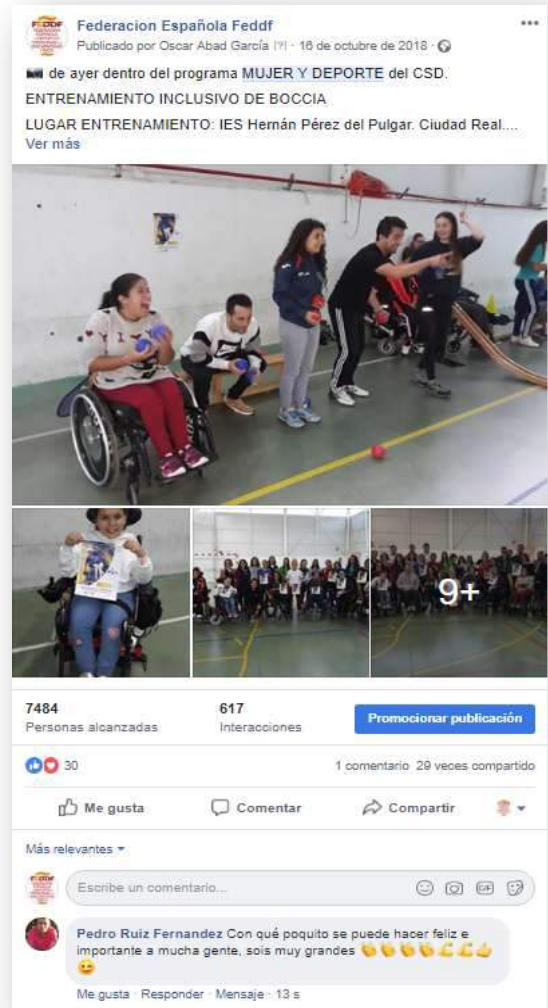 Federacion Española Feddf
Publicado por Oscar Abad García [?] · 16 de octubre de 2018 ·
📷 de ayer dentro del programa MUJER Y DEPORTE del CSD.
ENTRENAMIENTO INCLUSIVO DE BOCCIA
LUGAR ENTRENAMIENTO: IES Hernán Pérez del Pulgar. Ciudad Real....
Ver más
9+
7484
Personas alcanzadas
617
Interacciones
Promocionar publicación
30
1 comentario 29 veces compartido
Me gusta
Comentar
Compartir
Más relevantes
Escribe un comentario...
GIF
Pedro Ruiz Fernandez Con qué poquito se puede hacer feliz e
importante a mucha gente, sois muy grandes 👏👏👏👏💪💪👍
😄
Me gusta · Responder · Mensaje · 13 s